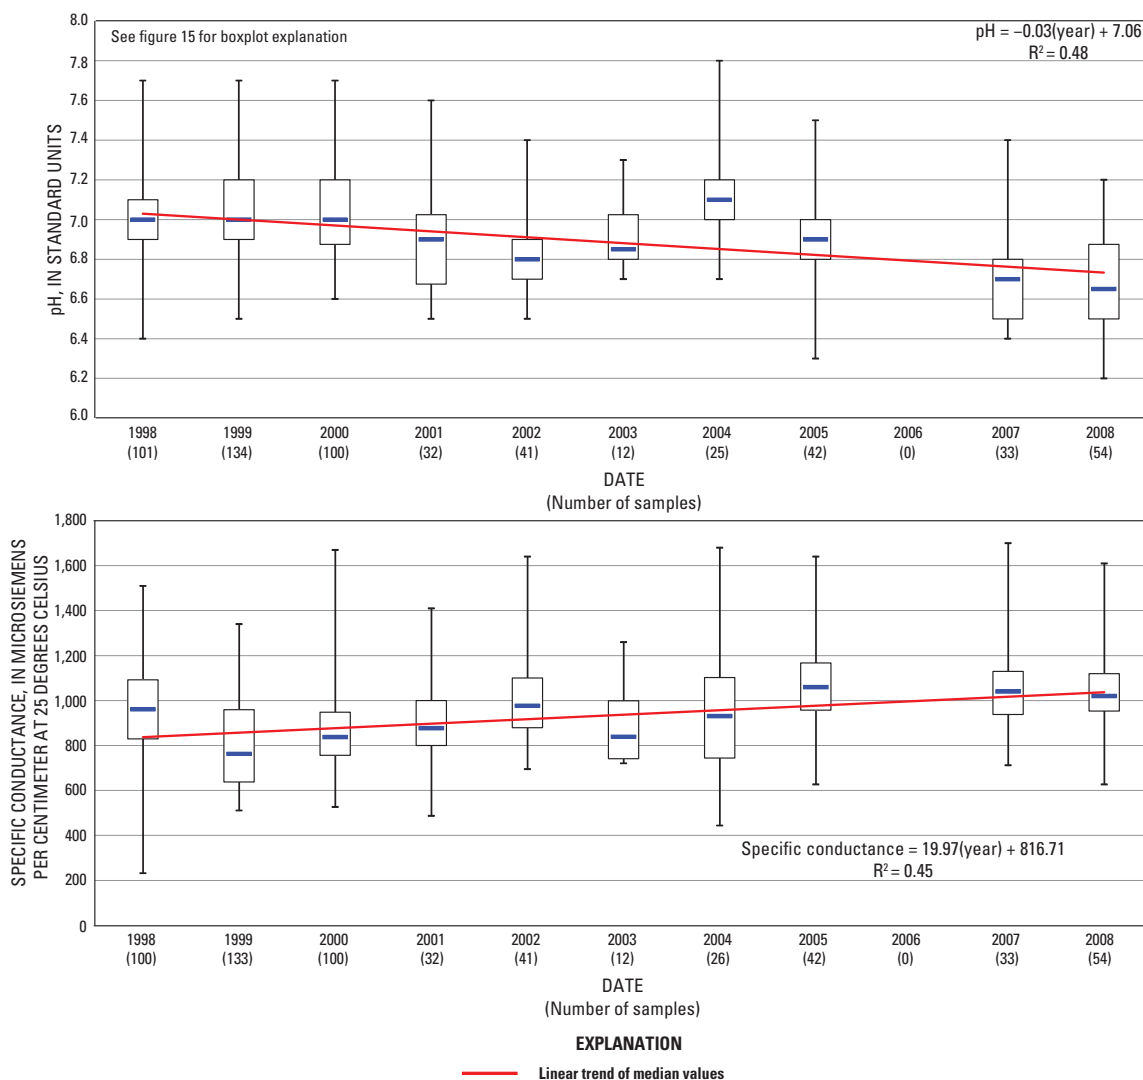 8.0
7.8
7.6
7.4
7.2
7.0
6.8
6.6
6.4
6.2
6.0
pH, IN STANDARD UNITS
See figure 15 for boxplot explanation
pH = –0.03(year) + 7.06
R² = 0.48
1998 1999 2000 2001 2002 2003 2004 2005 2006 2007 2008
(101) (134) (100) (32) (41) (12) (25) (42) (0) (33) (54)
DATE
(Number of samples)
1,800
1,600
1,400
1,200
1,000
800
600
400
200
0
SPECIFIC CONDUCTANCE, IN MICROSIEMENS
PER CENTIMETER AT 25 DEGREES CELSIUS
Specific conductance = 19.97(year) + 816.71
R² = 0.45
1998 1999 2000 2001 2002 2003 2004 2005 2006 2007 2008
(100) (133) (100) (32) (41) (12) (26) (42) (0) (33) (54)
DATE
(Number of samples)
EXPLANATION
Linear trend of median values